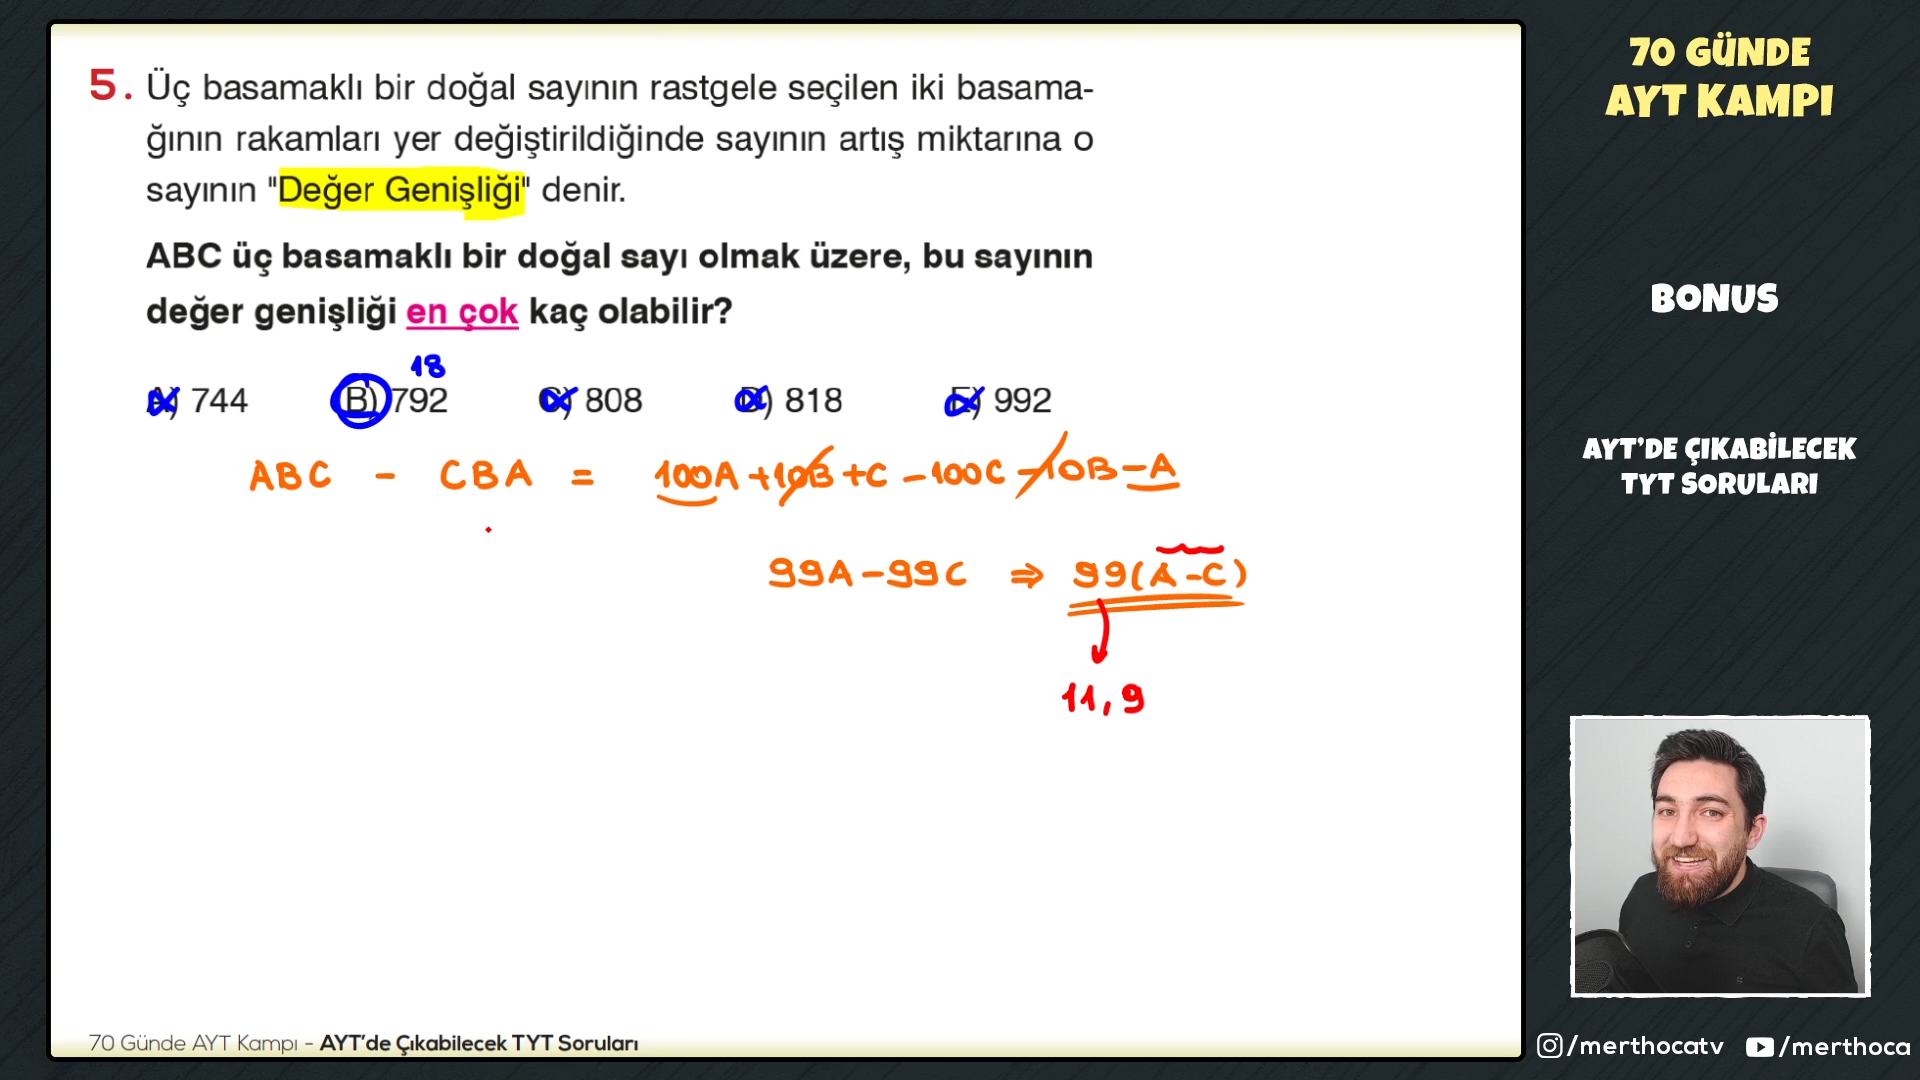 70 GÜNDE
AYT KAMPI
5. Üç basamaklı bir doğal sayının rastgele seçilen iki basama-
ğının rakamları yer değiştirildiğinde sayının artış miktarına o
sayının "Değer Genişliği" denir.
ABC üç basamaklı bir doğal sayı olmak üzere, bu sayının
değer genişliği en çok kaç olabilir?
18
A) 744 B) 792 C) 808 D) 818 E) 992
ABC - CBA = 100A +10B +C -100C -10B -A
99A-99C ⇒ 99(A-C)
11, 9
BONUS
AYT'DE ÇIKABİLECEK
TYT SORULARI
70 Günde AYT Kampı - AYT'de Çıkabilecek TYT Soruları
/merthocatv /merthoca